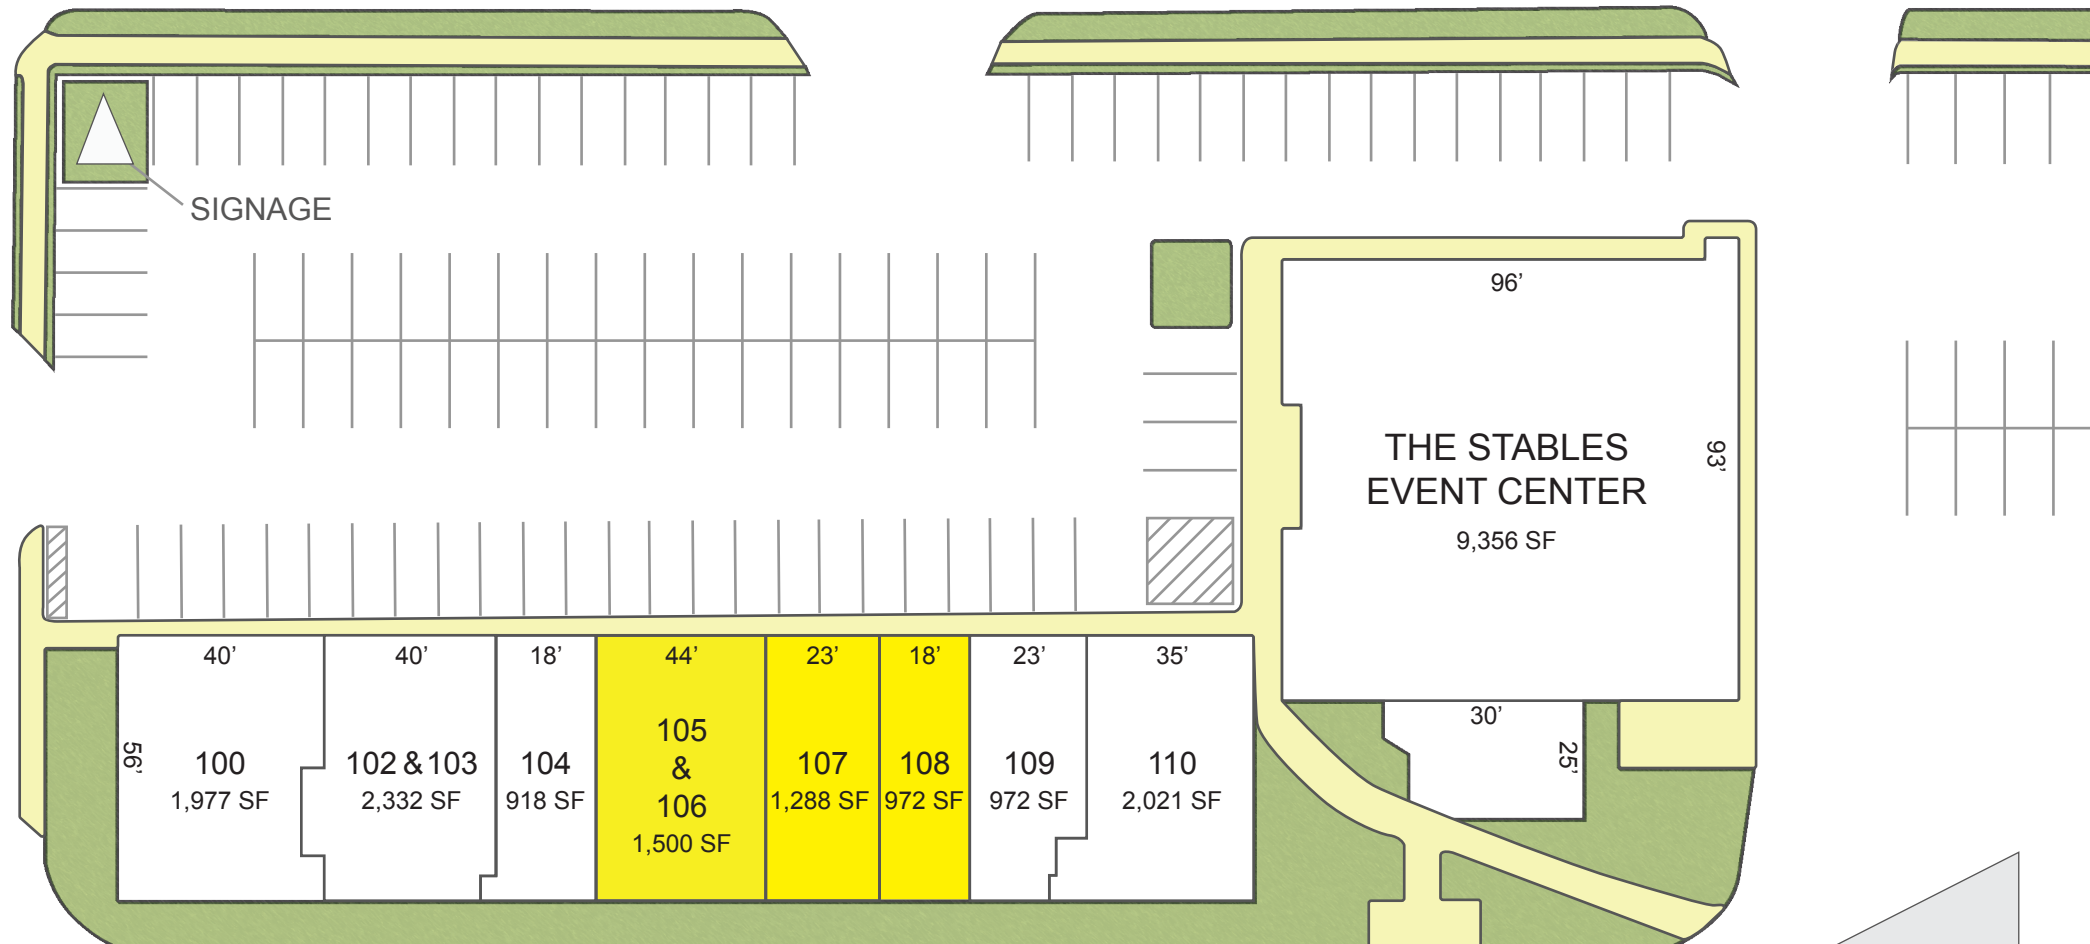 SIGNAGE
96’
THE STABLES
EVENT CENTER
9,356 SF
93’
40’
40’
18’
44’
23’
18’
23’
35’
56’
100
1,977 SF
102 & 103
2,332 SF
104
918 SF
105
&
106
1,500 SF
107
1,288 SF
108
972 SF
109
972 SF
110
2,021 SF
30’
25’